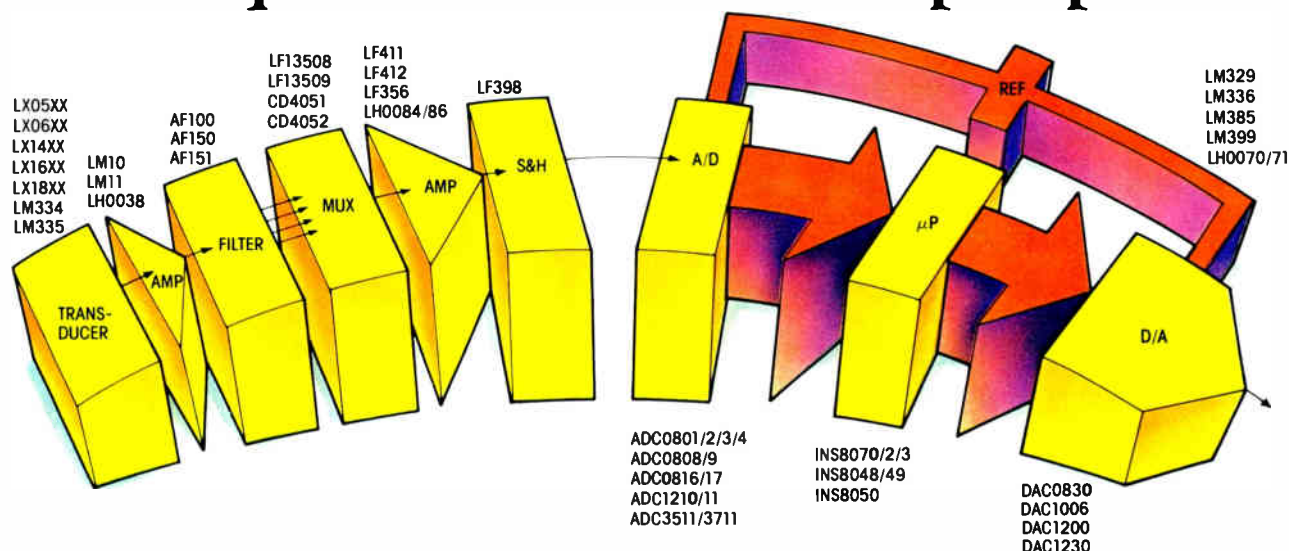 LX05XX
LX06XX
LX14XX
LX16XX
LX18XX
LM334
LM335
TRANS-
DUCER
LM10
LM11
LH0038
AMP
AF100
AF150
AF151
FILTER
LF13508
LF13509
CD4051
CD4052
MUX
LF411
LF412
LF356
LH0084/86
AMP
LF398
S&H
A/D
ADC0801/2/3/4
ADC0808/9
ADC0816/17
ADC1210/11
ADC3511/3711
REF
LM329
LM336
LM385
LM399
LH0070/71
μP
INS8070/2/3
INS8048/49
INS8050
D/A
DAC0830
DAC1006
DAC1200
DAC1230